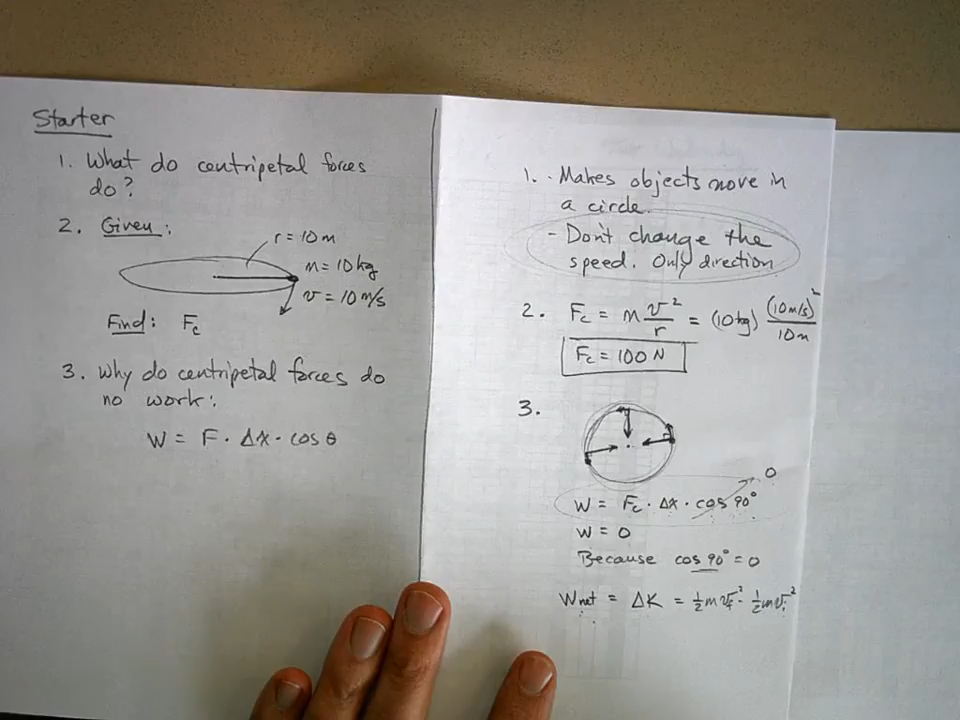 Starter
1. What do centripetal forces
do?
2. Given:
r = 10 m
m = 10 kg
v = 10 m/s
Find: Fc
3. Why do centripetal forces do
no work:
W = F · Δx · cos θ
1. - Makes objects move in
a circle.
- Don't change the
speed. Only direction
2. Fc = m v²/r = (10 kg) (10 m/s)²/10 m
Fc = 100 N
3.
0
W = Fc · Δx · cos 90°
W = 0
Because cos 90° = 0
Wnet = ΔK = ½mvf² - ½mvi²